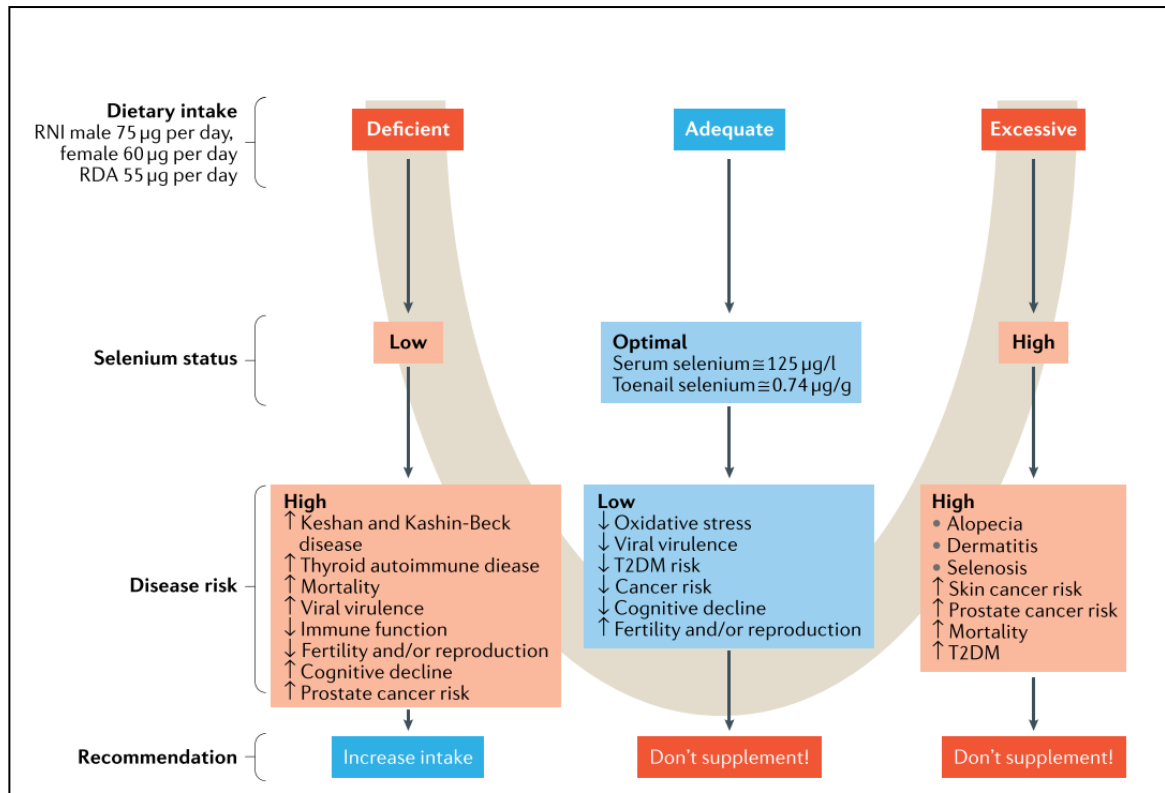 Dietary intake
RNI male 75 µg per day,
female 60 µg per day
RDA 55 µg per day
Deficient
Adequate
Excessive
Selenium status
Low
Optimal
Serum selenium ≅ 125 µg/l
Toenail selenium ≅ 0.74 µg/g
High
Disease risk
High
↑ Keshan and Kashin-Beck
disease
↑ Thyroid autoimmune diease
↑ Mortality
↑ Viral virulence
↓ Immune function
↓ Fertility and/or reproduction
↑ Cognitive decline
↑ Prostate cancer risk
Low
↓ Oxidative stress
↓ Viral virulence
↓ T2DM risk
↓ Cancer risk
↓ Cognitive decline
↑ Fertility and/or reproduction
High
• Alopecia
• Dermatitis
• Selenosis
↑ Skin cancer risk
↑ Prostate cancer risk
↑ Mortality
↑ T2DM
Recommendation
Increase intake
Don't supplement!
Don't supplement!